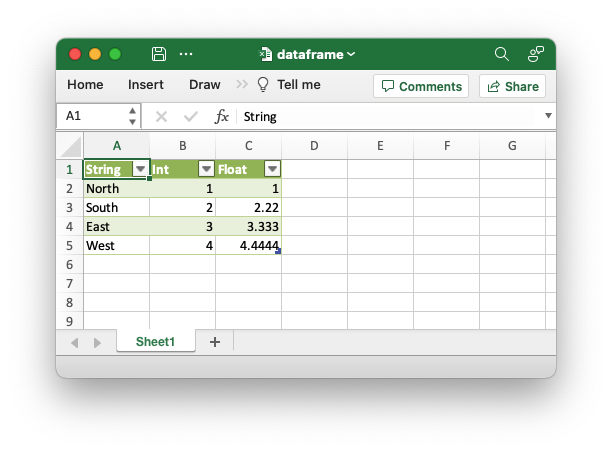 dataframe
Home Insert Draw Tell me Comments Share
A1 fx String
A B C D E F G
1 String Int Float
2 North 1 1
3 South 2 2.22
4 East 3 3.333
5 West 4 4.4444
6
7
8
9
Sheet1 +